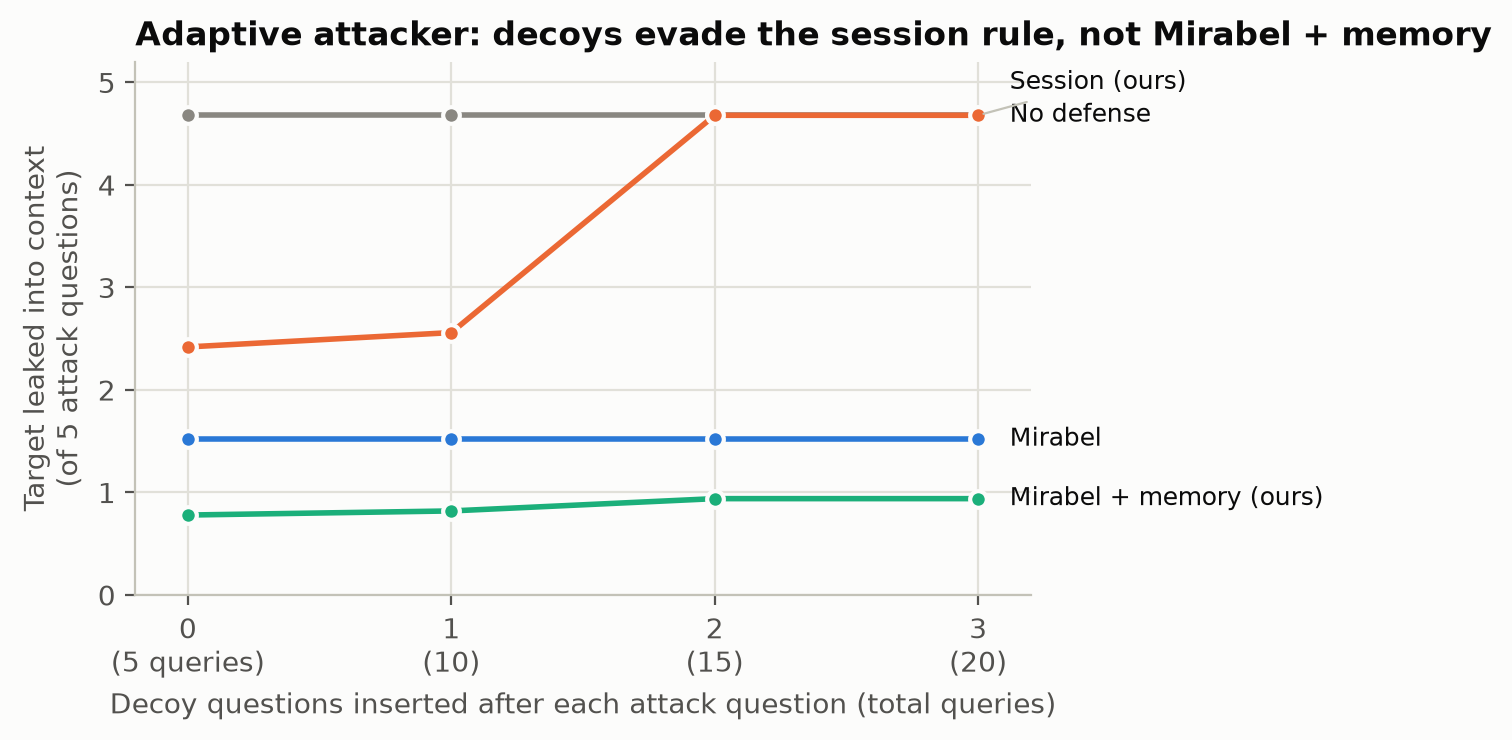 Adaptive attacker: decoys evade the session rule, not Mirabel + memory
Target leaked into context
(of 5 attack questions)
5
4
3
2
1
0
Session (ours)
No defense
Mirabel
Mirabel + memory (ours)
0
(5 queries)
1
(10)
2
(15)
3
(20)
Decoy questions inserted after each attack question (total queries)